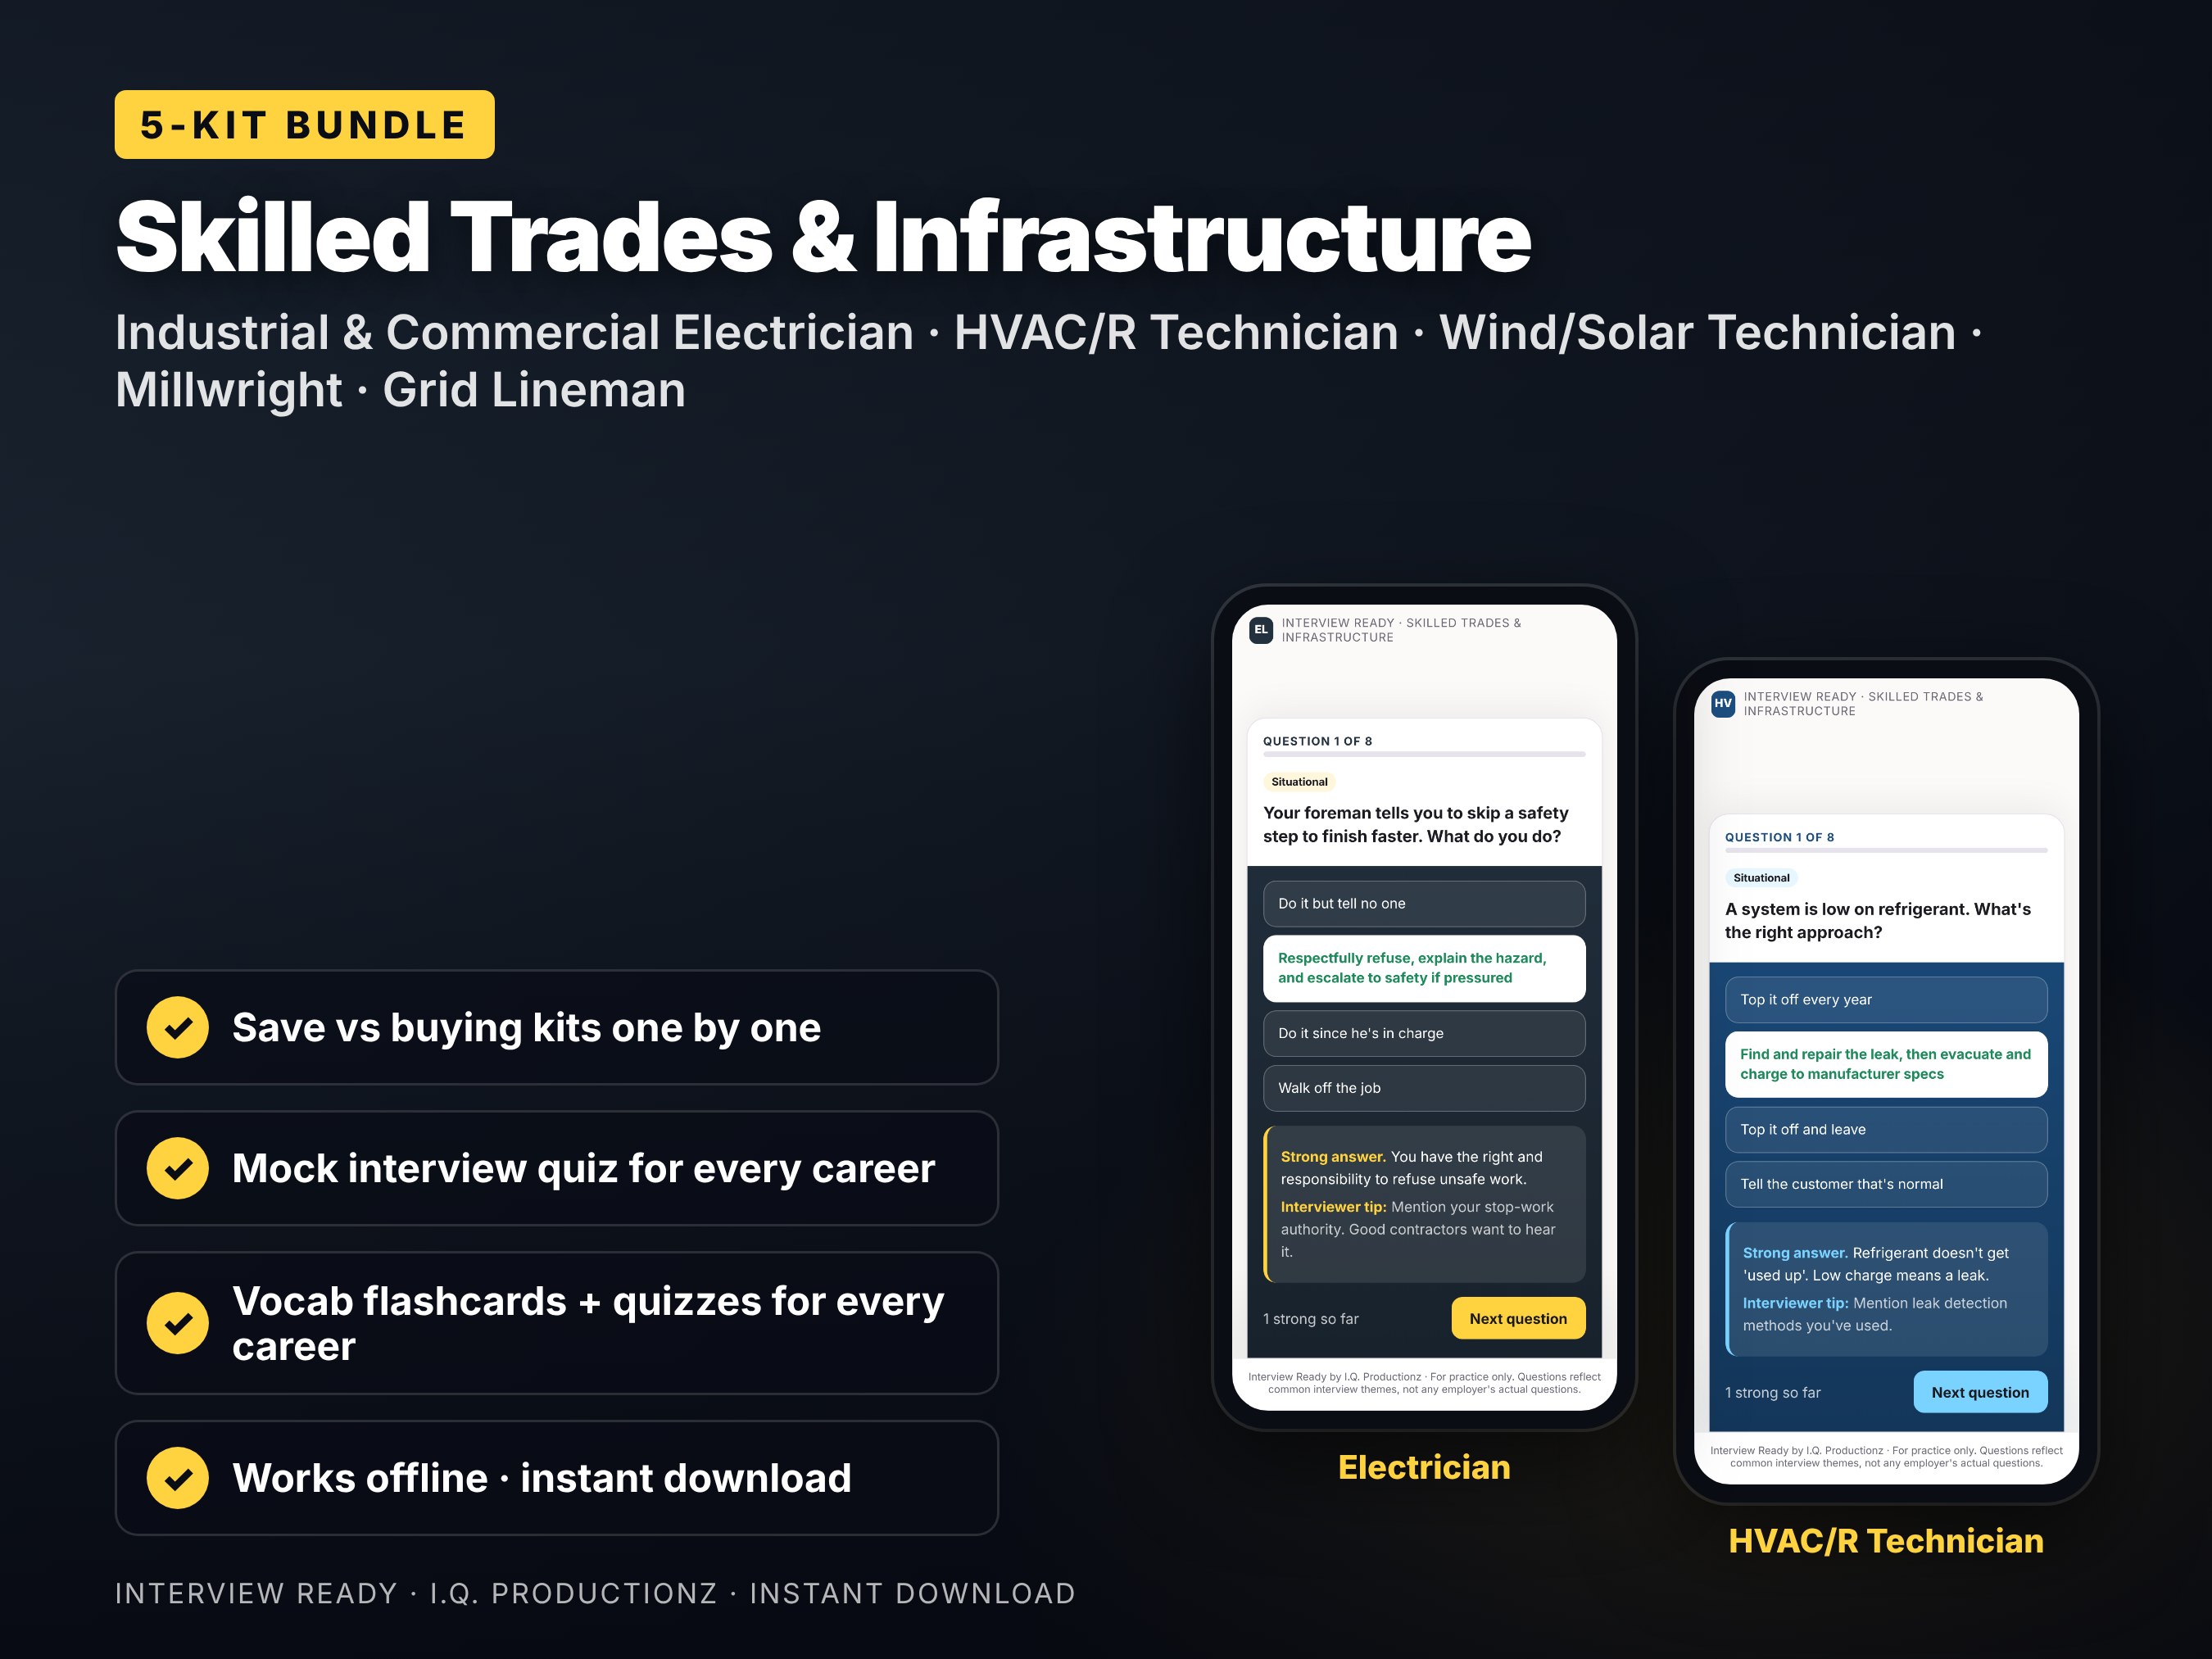 5-KIT BUNDLE
Skilled Trades & Infrastructure
Industrial & Commercial Electrician · HVAC/R Technician · Wind/Solar Technician ·
Millwright · Grid Lineman
Save vs buying kits one by one
Mock interview quiz for every career
Vocab flashcards + quizzes for every
career
Works offline · instant download
INTERVIEW READY · I.Q. PRODUCTIONZ · INSTANT DOWNLOAD
EL
INTERVIEW READY · SKILLED TRADES &
INFRASTRUCTURE
QUESTION 1 OF 8
Situational
Your foreman tells you to skip a safety
step to finish faster. What do you do?
Do it but tell no one
Respectfully refuse, explain the hazard,
and escalate to safety if pressured
Do it since he's in charge
Walk off the job
Strong answer. You have the right and
responsibility to refuse unsafe work.
Interviewer tip: Mention your stop-work
authority. Good contractors want to hear
it.
1 strong so far
Next question
Interview Ready by I.Q. Productionz · For practice only. Questions reflect
common interview themes, not any employer's actual questions.
Electrician
HV
INTERVIEW READY · SKILLED TRADES &
INFRASTRUCTURE
QUESTION 1 OF 8
Situational
A system is low on refrigerant. What's
the right approach?
Top it off every year
Find and repair the leak, then evacuate and
charge to manufacturer specs
Top it off and leave
Tell the customer that's normal
Strong answer. Refrigerant doesn't get
'used up'. Low charge means a leak.
Interviewer tip: Mention leak detection
methods you've used.
1 strong so far
Next question
Interview Ready by I.Q. Productionz · For practice only. Questions reflect
common interview themes, not any employer's actual questions.
HVAC/R Technician